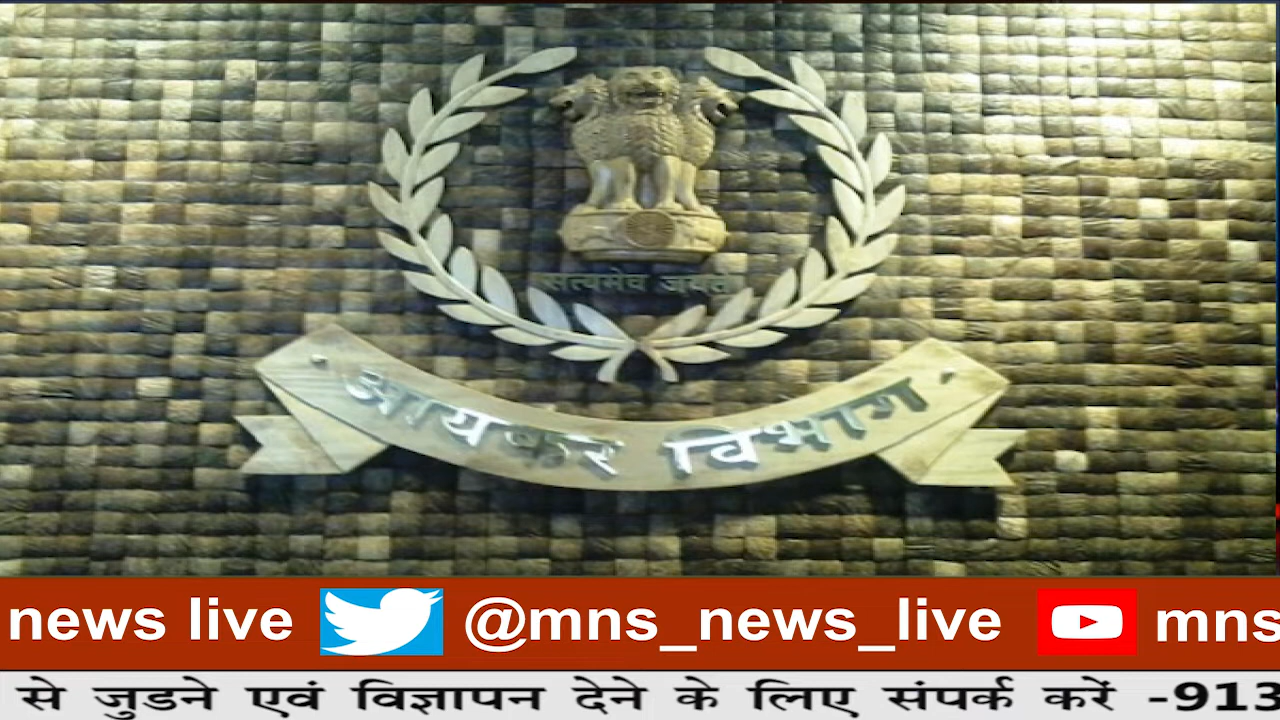 सत्यमेव जयते
आयकर विभाग
news live @mns_news_live mns
से जुडने एवं विज्ञापन देने के लिए संपर्क करें -913